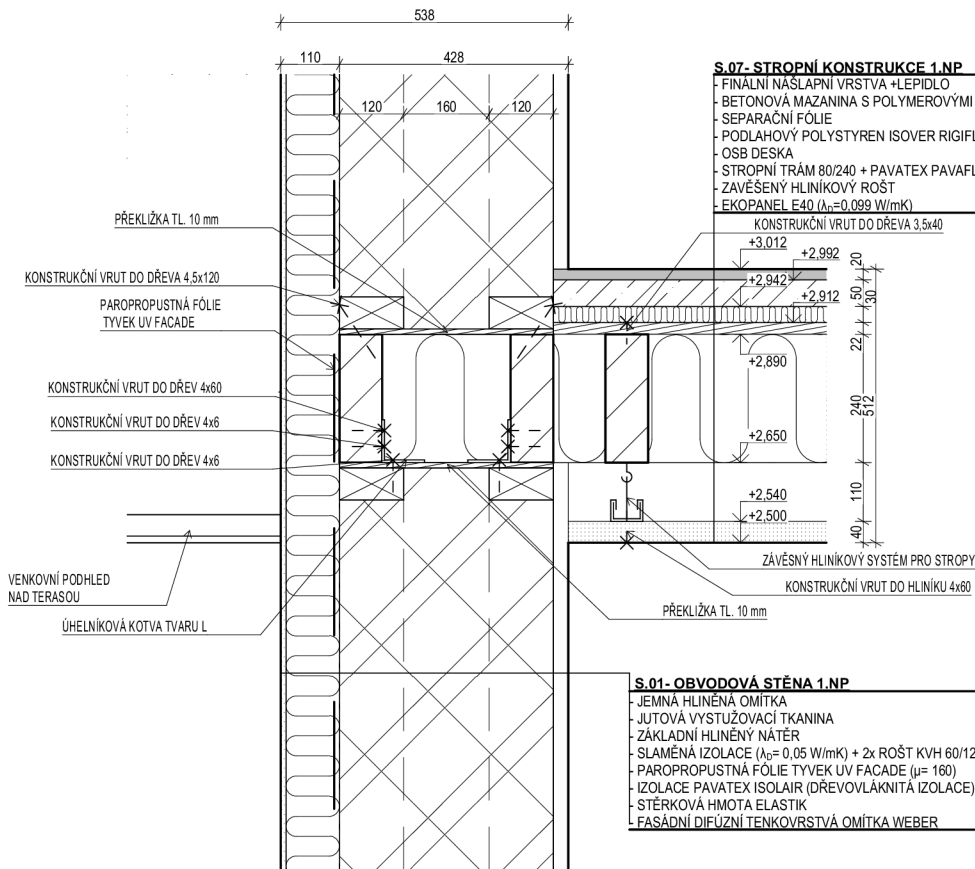 538
110
428
120
160
120
S.07- STROPNÍ KONSTRUKCE 1.NP
- FINÁLNÍ NÁŠLAPNÍ VRSTVA +LEPIDLO
- BETONOVÁ MAZANINA S POLYMEROVÝMI
- SEPARAČNÍ FÓLIE
- PODLAHOVÝ POLYSTYREN ISOVER RIGIFL
- OSB DESKA
- STROPNÍ TRÁM 80/240 + PAVATEX PAVAFL
- ZAVĚŠENÝ HLINÍKOVÝ ROŠT
- EKOPANEL E40 (λD=0,099 W/mK)
KONSTRUKČNÍ VRUT DO DŘEVA 3,5x40
PŘEKLIŽKA TL. 10 mm
KONSTRUKČNÍ VRUT DO DŘEVA 4,5x120
PAROPROPUSTNÁ FÓLIE
TYVEK UV FACADE
KONSTRUKČNÍ VRUT DO DŘEV 4x60
KONSTRUKČNÍ VRUT DO DŘEV 4x6
KONSTRUKČNÍ VRUT DO DŘEV 4x6
+3,012
+2,992
+2,942
+2,912
+2,890
+2,650
+2,540
+2,500
20
50
30
22
240
512
110
40
VENKOVNÍ PODHLED
NAD TERASOU
ÚHELNÍKOVÁ KOTVA TVARU L
ZÁVĚSNÝ HLINÍKOVÝ SYSTÉM PRO STROPY
KONSTRUKČNÍ VRUT DO HLINÍKU 4x60
PŘEKLIŽKA TL. 10 mm
S.01- OBVODOVÁ STĚNA 1.NP
- JEMNÁ HLINĚNÁ OMÍTKA
- JUTOVÁ VYSTUŽOVACÍ TKANINA
- ZÁKLADNÍ HLINĚNÝ NÁTĚR
- SLAMĚNÁ IZOLACE (λD= 0,05 W/mK) + 2x ROŠT KVH 60/12
- PAROPROPUSTNÁ FÓLIE TYVEK UV FACADE (μ= 160)
- IZOLACE PAVATEX ISOLAIR (DŘEVOVLÁKNITÁ IZOLACE)
- STĚRKOVÁ HMOTA ELASTIK
- FASÁDNÍ DIFÚZNÍ TENKOVRSTVÁ OMÍTKA WEBER